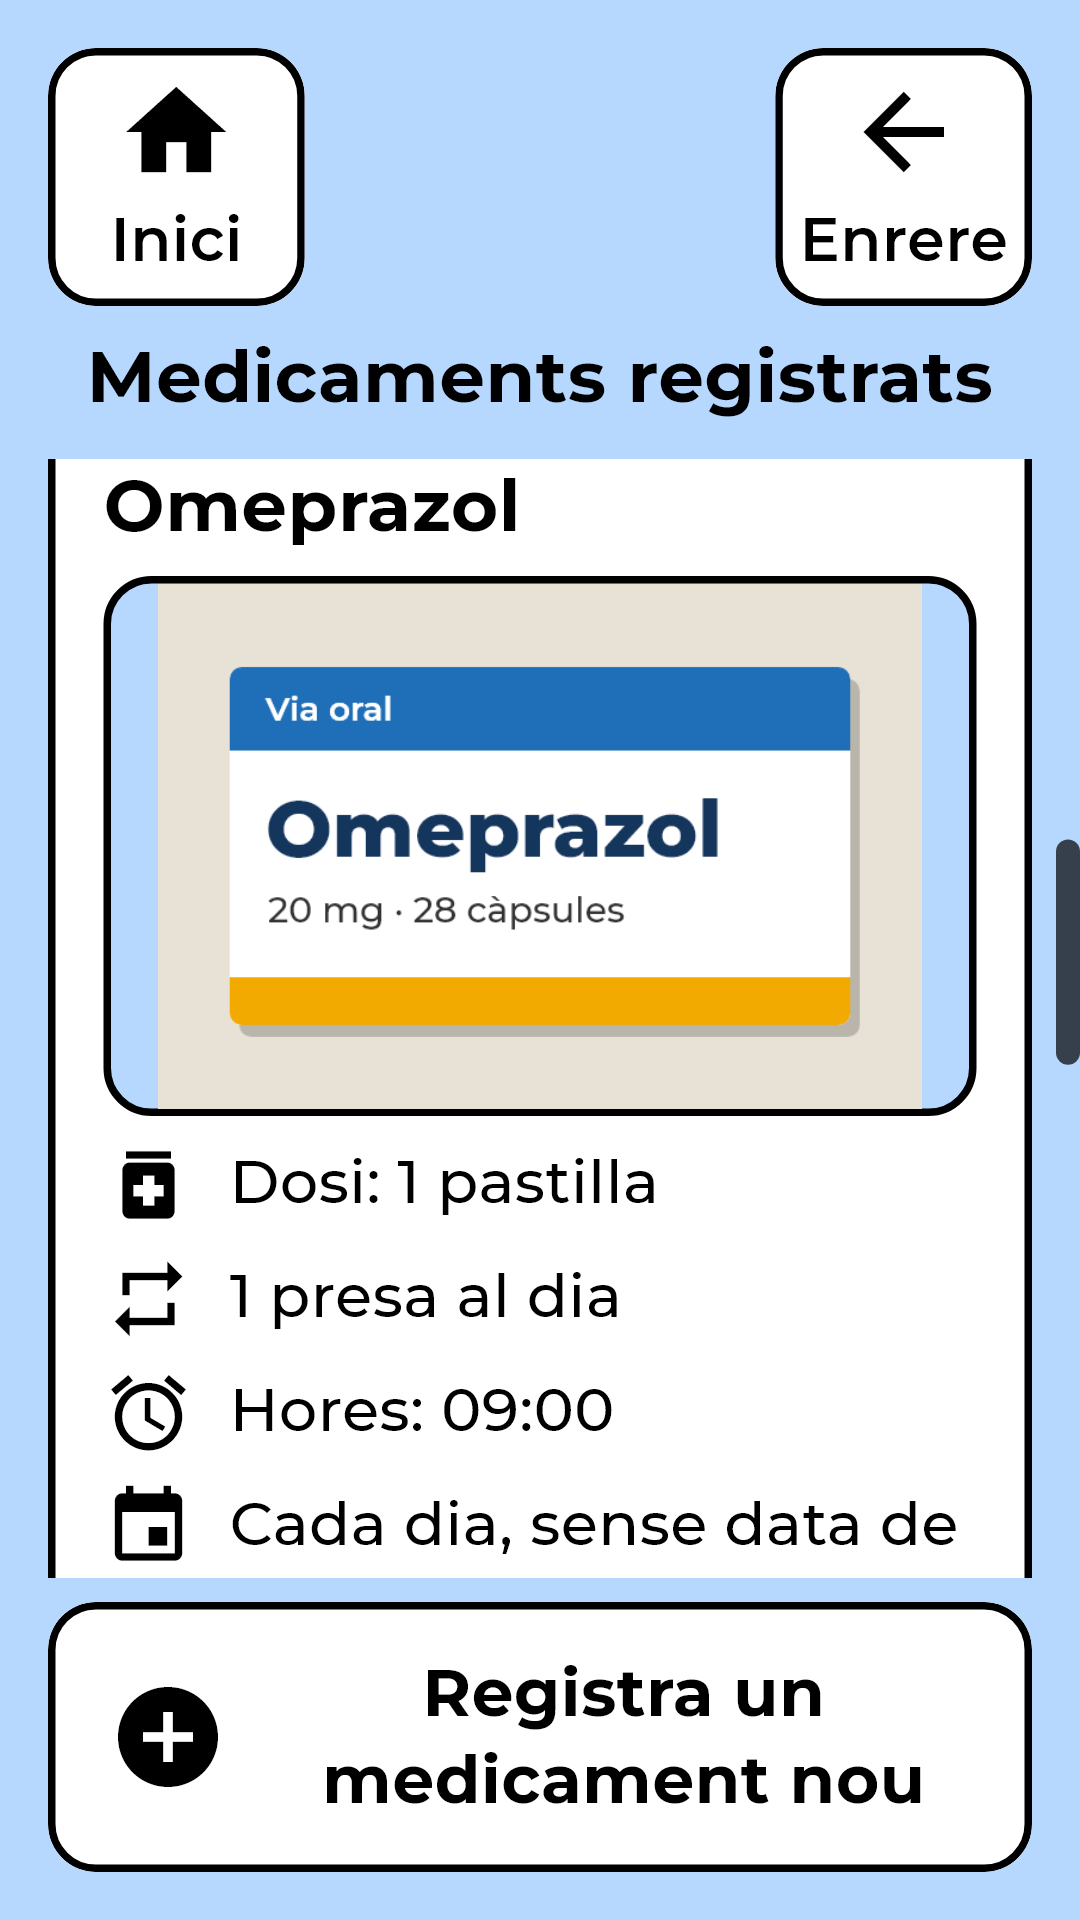 Inici
Enrere
Medicaments registrats
Omeprazol
Via oral
Omeprazol
20 mg · 28 càpsules
Dosi: 1 pastilla
1 presa al dia
Hores: 09:00
Cada dia, sense data de
Registra un
medicament nou